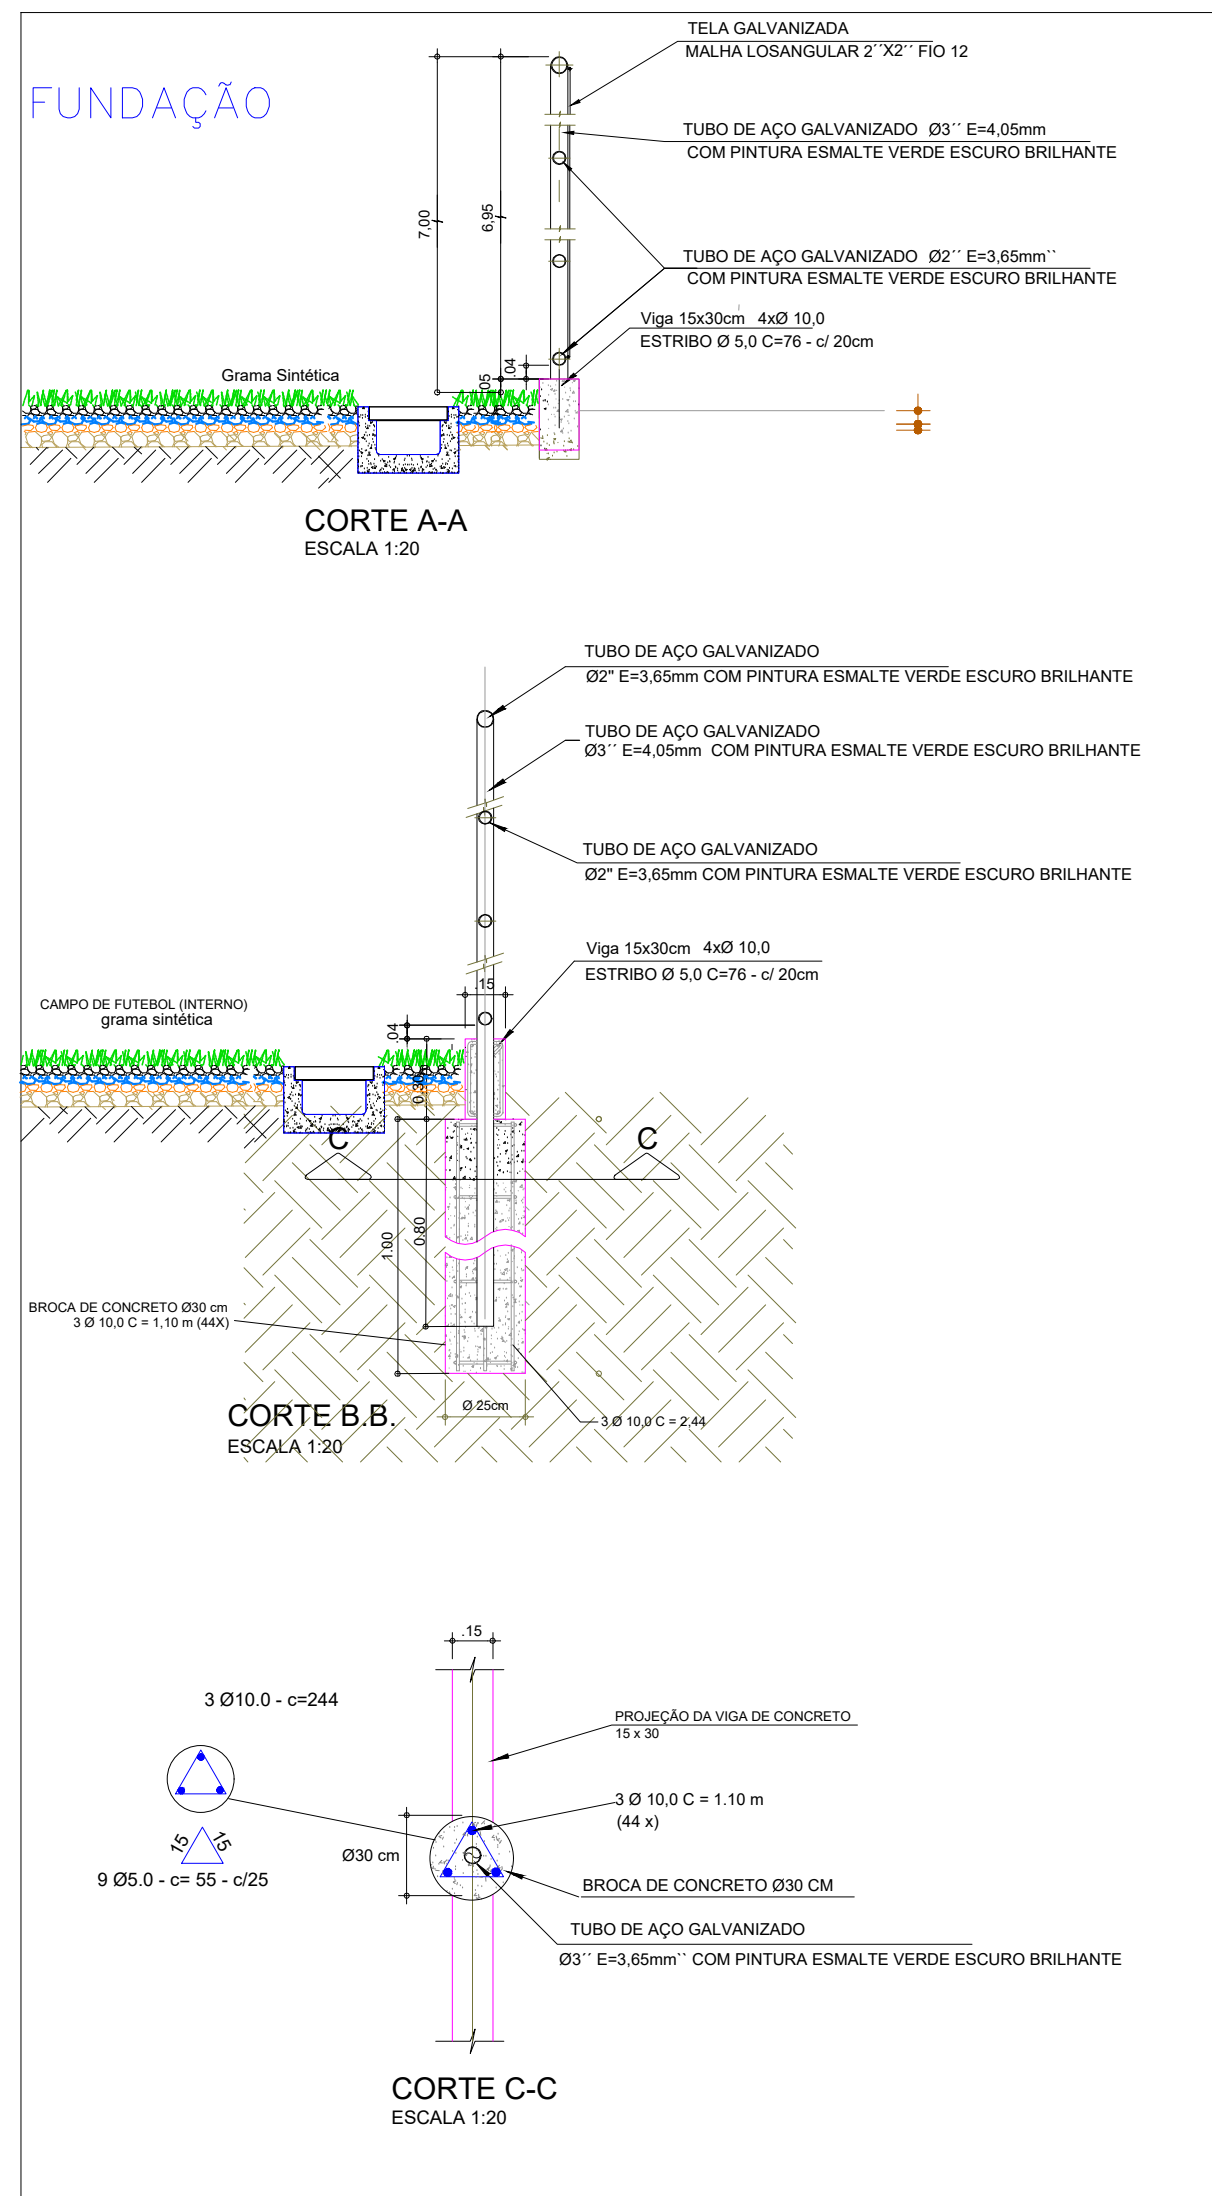 TELA GALVANIZADA
MALHA LOSANGULAR 2´´X2´´ FIO 12
FUNDAÇÃO
TUBO DE AÇO GALVANIZADO Ø3´´ E=4,05mm
COM PINTURA ESMALTE VERDE ESCURO BRILHANTE
7,00
6,95
TUBO DE AÇO GALVANIZADO Ø2´´ E=3,65mm``
COM PINTURA ESMALTE VERDE ESCURO BRILHANTE
Viga 15x30cm 4xØ 10,0
ESTRIBO Ø 5,0 C=76 - c/ 20cm
.04
.05
Grama Sintética
CORTE A-A
ESCALA 1:20
TUBO DE AÇO GALVANIZADO
Ø2" E=3,65mm COM PINTURA ESMALTE VERDE ESCURO BRILHANTE
TUBO DE AÇO GALVANIZADO
Ø3´´ E=4,05mm COM PINTURA ESMALTE VERDE ESCURO BRILHANTE
TUBO DE AÇO GALVANIZADO
Ø2" E=3,65mm COM PINTURA ESMALTE VERDE ESCURO BRILHANTE
Viga 15x30cm 4xØ 10,0
ESTRIBO Ø 5,0 C=76 - c/ 20cm
.15
CAMPO DE FUTEBOL (INTERNO)
grama sintética
.04
0.30
C
C
1.00
0.80
BROCA DE CONCRETO Ø30 cm
3 Ø 10,0 C = 1,10 m (44X)
Ø 25cm
3 Ø 10,0 C = 2,44
CORTE B.B.
ESCALA 1:20
.15
3 Ø10.0 - c=244
PROJEÇÃO DA VIGA DE CONCRETO
15 x 30
3 Ø 10,0 C = 1.10 m
(44 x)
15
15
Ø30 cm
9 Ø5.0 - c= 55 - c/25
BROCA DE CONCRETO Ø30 CM
TUBO DE AÇO GALVANIZADO
Ø3´´ E=3,65mm`` COM PINTURA ESMALTE VERDE ESCURO BRILHANTE
CORTE C-C
ESCALA 1:20